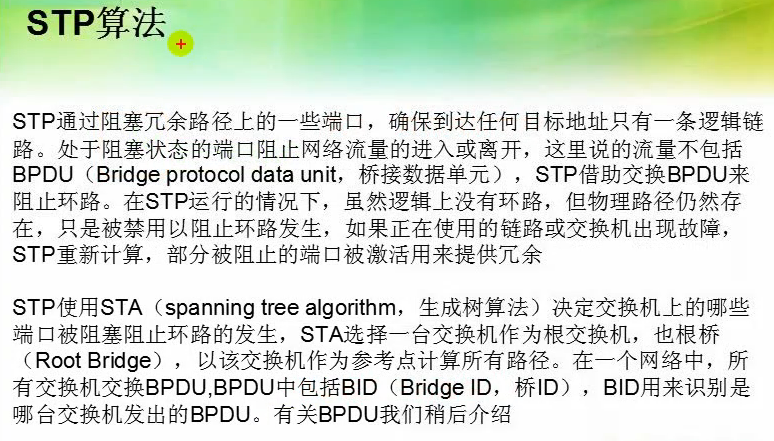 STP算法
STP通过阻塞冗余路径上的一些端口，确保到达任何目标地址只有一条逻辑链
路。处于阻塞状态的端口阻止网络流量的进入或离开，这里说的流量不包括
BPDU（Bridge protocol data unit，桥接数据单元），STP借助交换BPDU来
阻止环路。在STP运行的情况下，虽然逻辑上没有环路，但物理路径仍然存
在，只是被禁用以阻止环路发生，如果正在使用的链路或交换机出现故障，
STP重新计算，部分被阻止的端口被激活用来提供冗余
STP使用STA（spanning tree algorithm，生成树算法）决定交换机上的哪些
端口被阻塞阻止环路的发生，STA选择一台交换机作为根交换机，也根桥
（Root Bridge），以该交换机作为参考点计算所有路径。在一个网络中，所
有交换机交换BPDU,BPDU中包括BID（Bridge ID，桥ID），BID用来识别是
哪台交换机发出的BPDU。有关BPDU我们稍后介绍